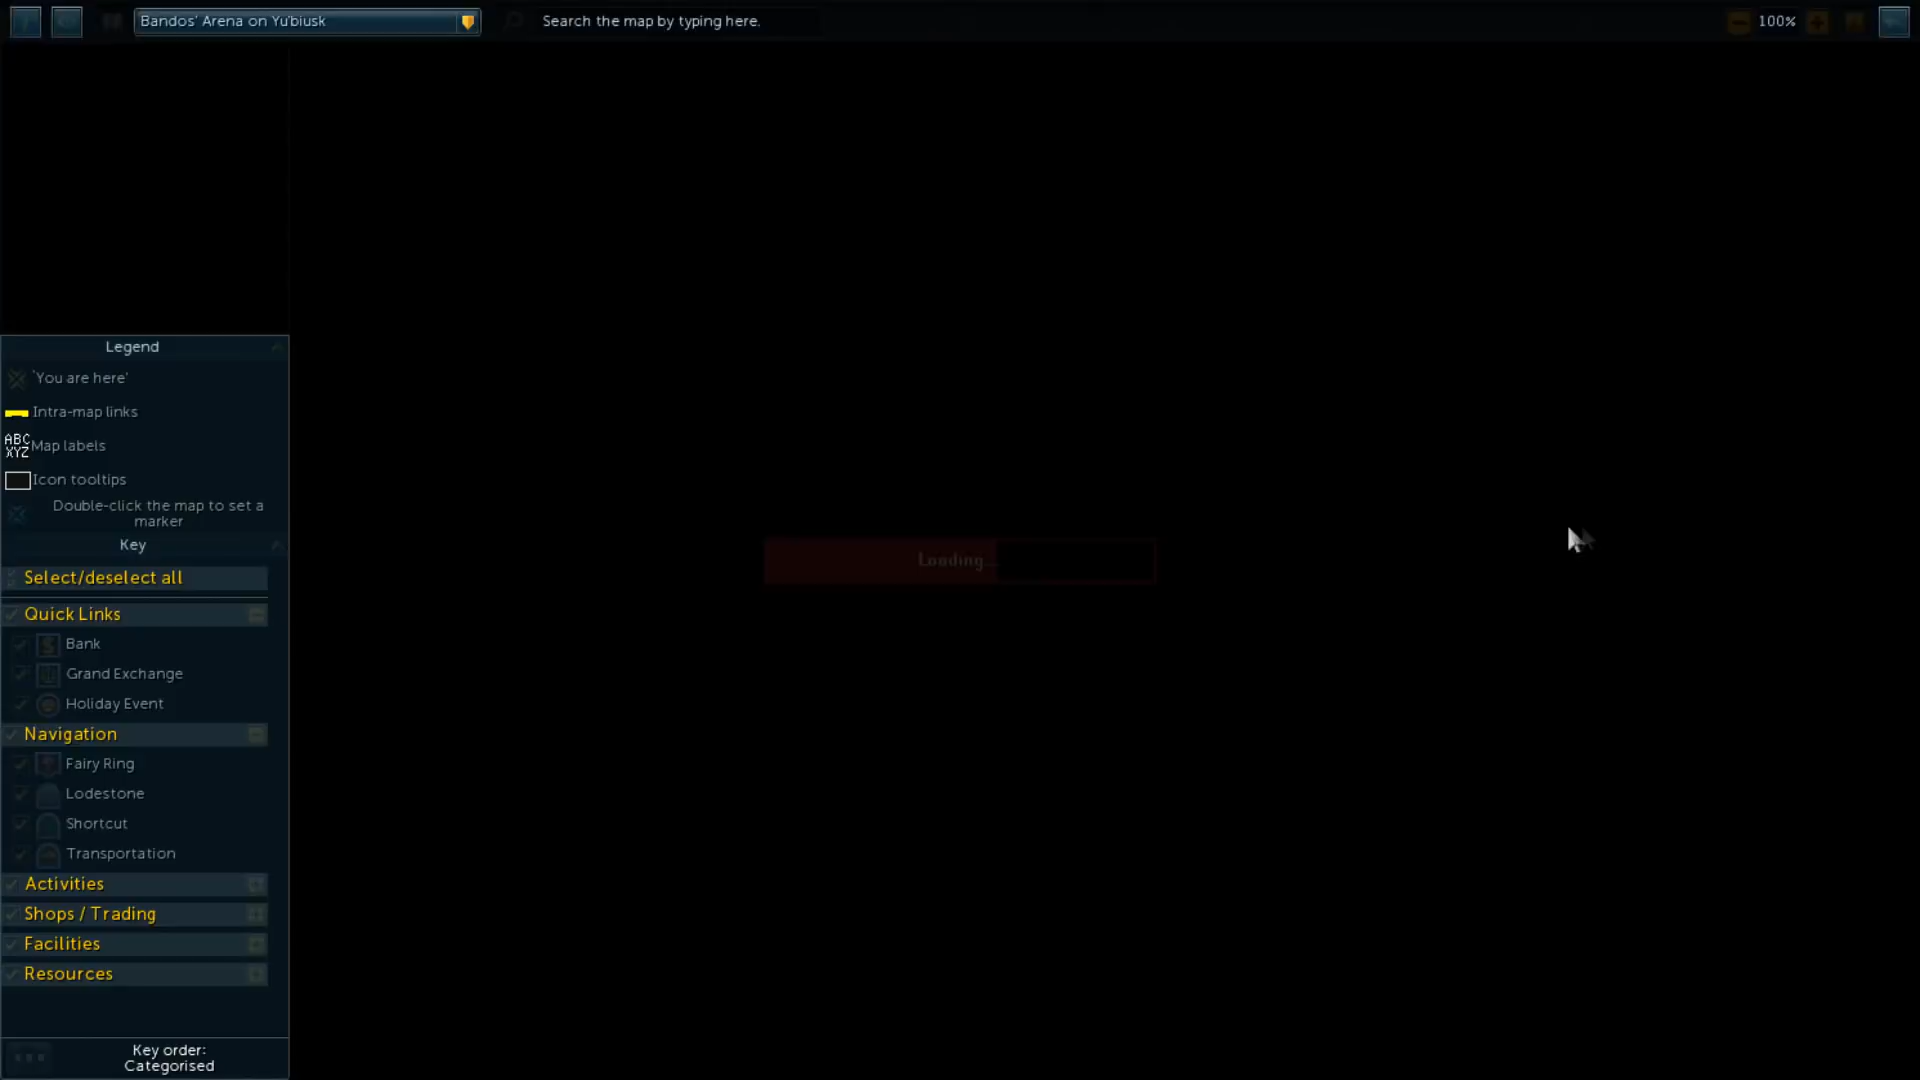 Bandos' Arena on Yu'biusk
Search the map by typing here.
100%
Legend
'You are here'
Intra-map links
ABC
XYZ
Map labels
Icon tooltips
Double-click the map to set a
marker
Key
Select/deselect all
Quick Links
Bank
Grand Exchange
Holiday Event
Navigation
Fairy Ring
Lodestone
Shortcut
Transportation
Activities
Shops / Trading
Facilities
Resources
Key order:
Categorised
Loading...